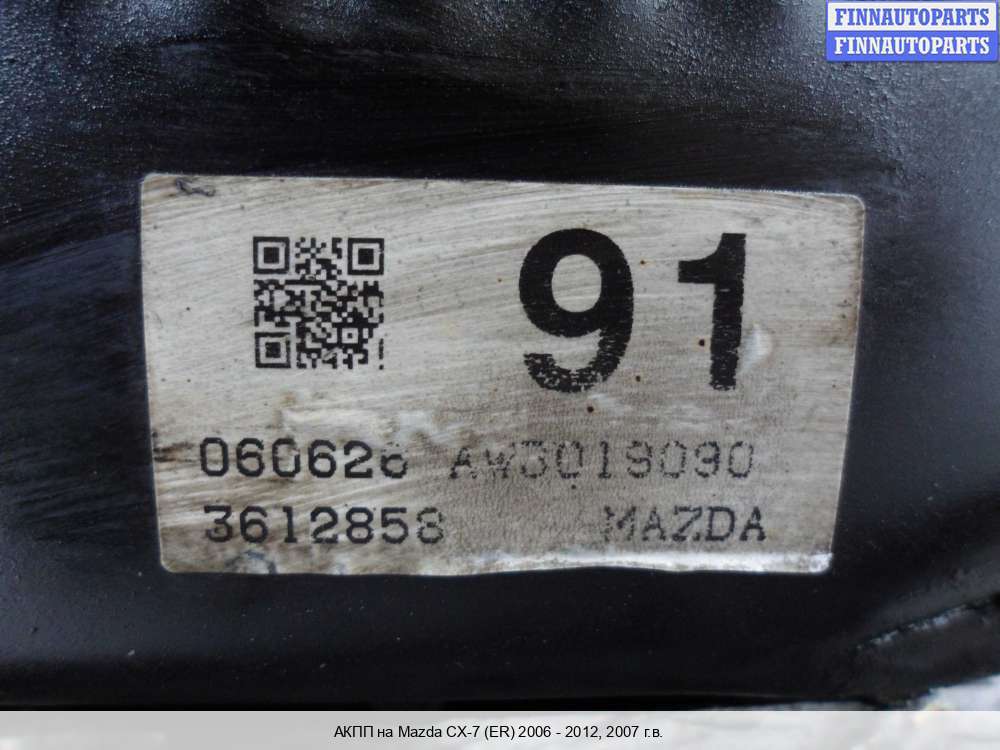 FINNAUTOPARTS
FINNAUTOPARTS
91
060626 AW3019090
3612858 MAZDA
АКПП на Mazda CX-7 (ER) 2006 - 2012, 2007 г.в.